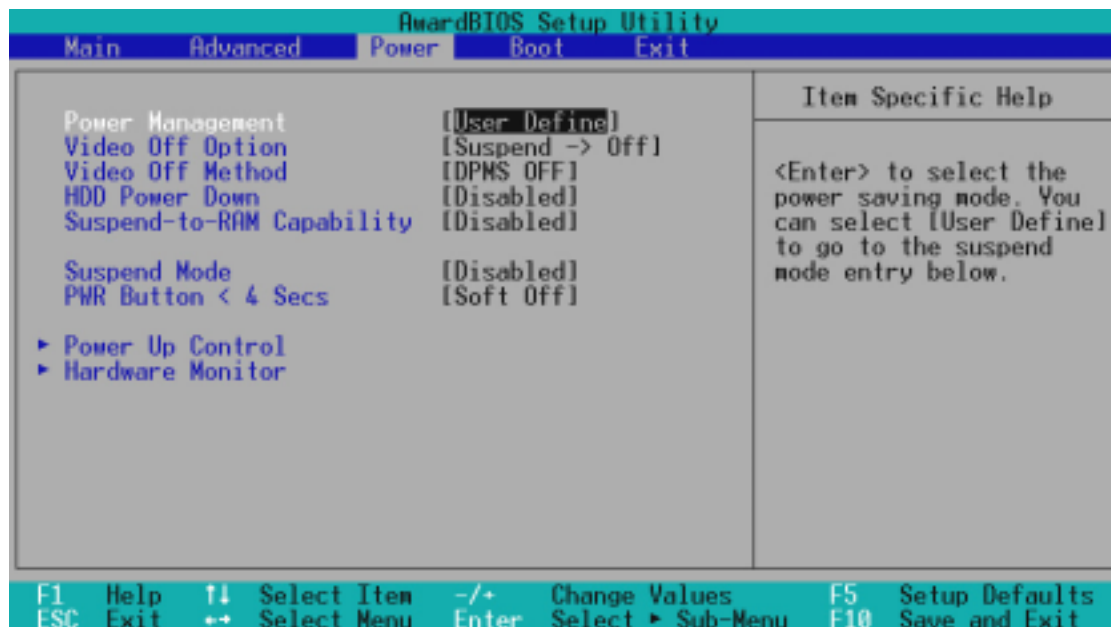 AwardBIOS Setup Utility
Main Advanced Power Boot Exit
Power Management [User Define]
Video Off Option [Suspend -> Off]
Video Off Method [DPMS OFF]
HDD Power Down [Disabled]
Suspend-to-RAM Capability [Disabled]
Suspend Mode [Disabled]
PWR Button < 4 Secs [Soft Off]
▶ Power Up Control
▶ Hardware Monitor
Item Specific Help
<Enter> to select the
power saving mode. You
can select [User Define]
to go to the suspend
mode entry below.
F1 Help ↑↓ Select Item -/+ Change Values F5 Setup Defaults
ESC Exit ←→ Select Menu Enter Select ▶ Sub-Menu F10 Save and Exit